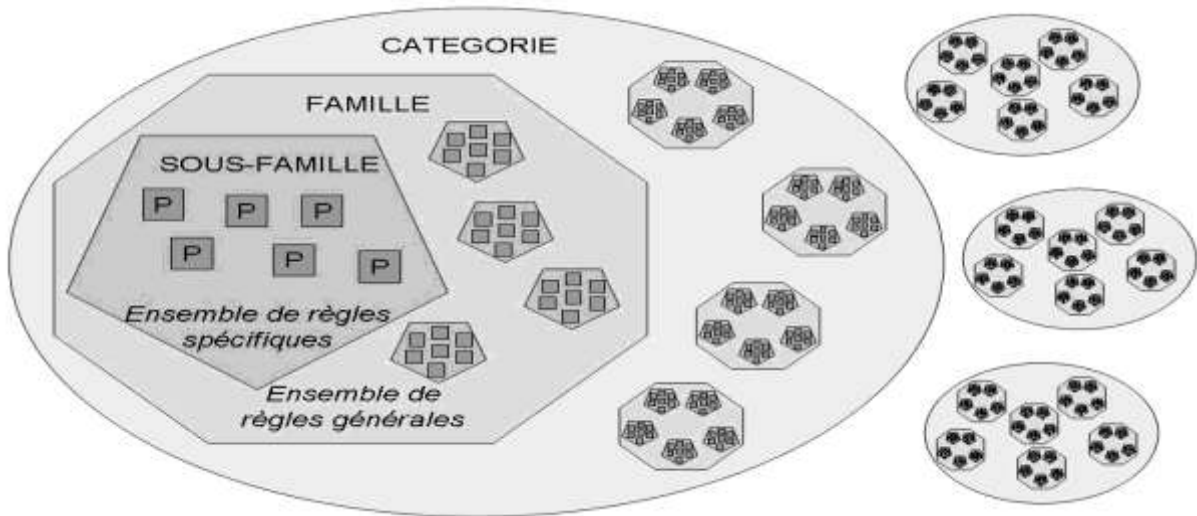 CATEGORIE
FAMILLE
SOUS-FAMILLE
P P P
P P P
Ensemble de règles
spécifiques
Ensemble de
règles générales